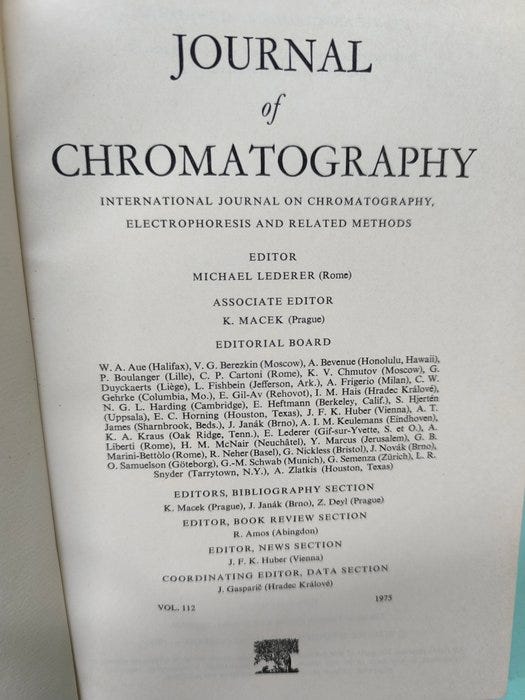 JOURNAL
of
CHROMATOGRAPHY
INTERNATIONAL JOURNAL ON CHROMATOGRAPHY,
ELECTROPHORESIS AND RELATED METHODS
EDITOR
MICHAEL LEDERER (Rome)
ASSOCIATE EDITOR
K. MACEK (Prague)
EDITORIAL BOARD
W. A. Aue (Halifax), V. G. Berezkin (Moscow), A. Bevenue (Honolulu, Hawaii),
P. Boulanger (Lille), C. P. Cartoni (Rome), K. V. Chmutov (Moscow), G.
Duyckaerts (Liège), L. Fishbein (Jefferson, Ark.), A. Frigerio (Milan), C. W.
Gehrke (Columbia, Mo.), E. Gil-Av (Rehovot), I. M. Hais (Hradec Králové),
N. G. L. Harding (Cambridge), E. Heftmann (Berkeley, Calif.), S. Hjertén
(Uppsala), E. C. Horning (Houston, Texas), J. F. K. Huber (Vienna), A. T.
James (Sharnbrook, Beds.), J. Janák (Brno), A. I. M. Keulemans (Eindhoven),
K. A. Kraus (Oak Ridge, Tenn.), E. Lederer (Gif-sur-Yvette, S. et O.), A.
Liberti (Rome), H. M. McNair (Neuchâtel), Y. Marcus (Jerusalem), G. B.
Marini-Bettòlo (Rome), R. Neher (Basel), G. Nickless (Bristol), J. Novák (Brno),
O. Samuelson (Göteborg), G.-M. Schwab (Munich), G. Semenza (Zürich), L. R.
Snyder (Tarrytown, N.Y.), A. Zlatkis (Houston, Texas)
EDITORS, BIBLIOGRAPHY SECTION
K. Macek (Prague), J. Janák (Brno), Z. Deyl (Prague)
EDITOR, BOOK REVIEW SECTION
R. Amos (Abingdon)
EDITOR, NEWS SECTION
J. F. K. Huber (Vienna)
COORDINATING EDITOR, DATA SECTION
J. Gasparič (Hradec Králové)
VOL. 112 1975